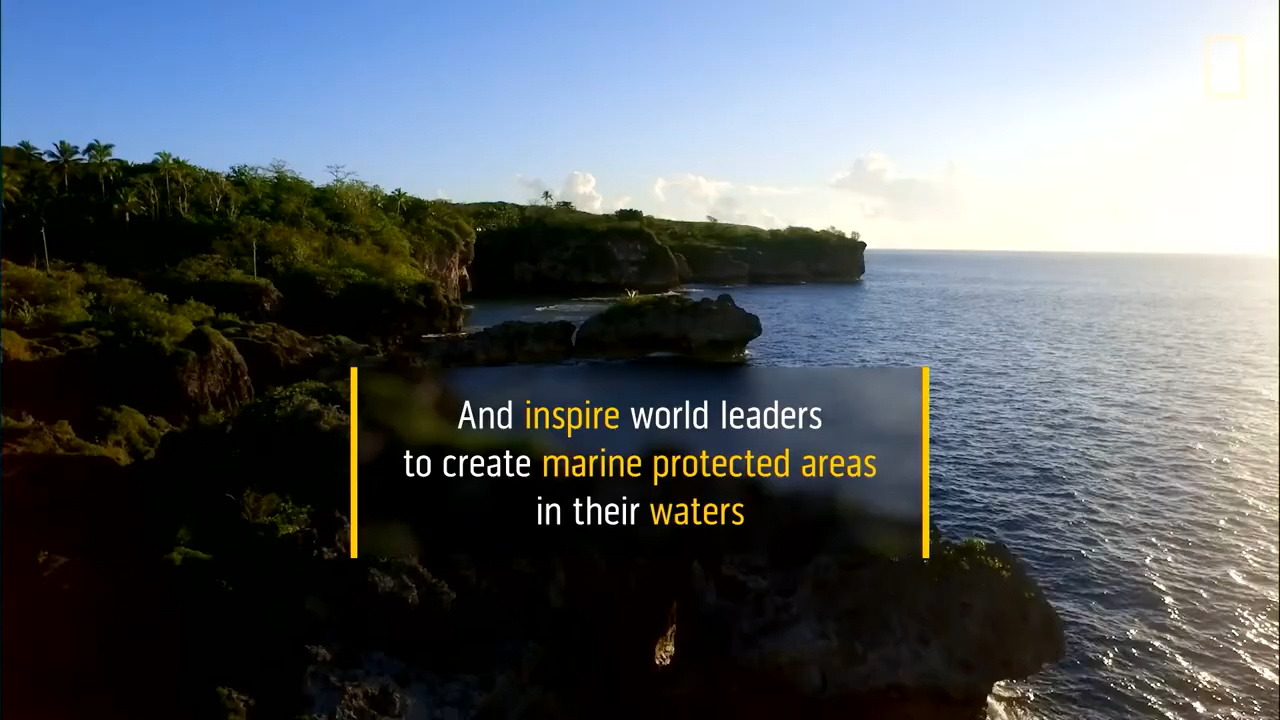 And inspire world leaders
to create marine protected areas
in their waters